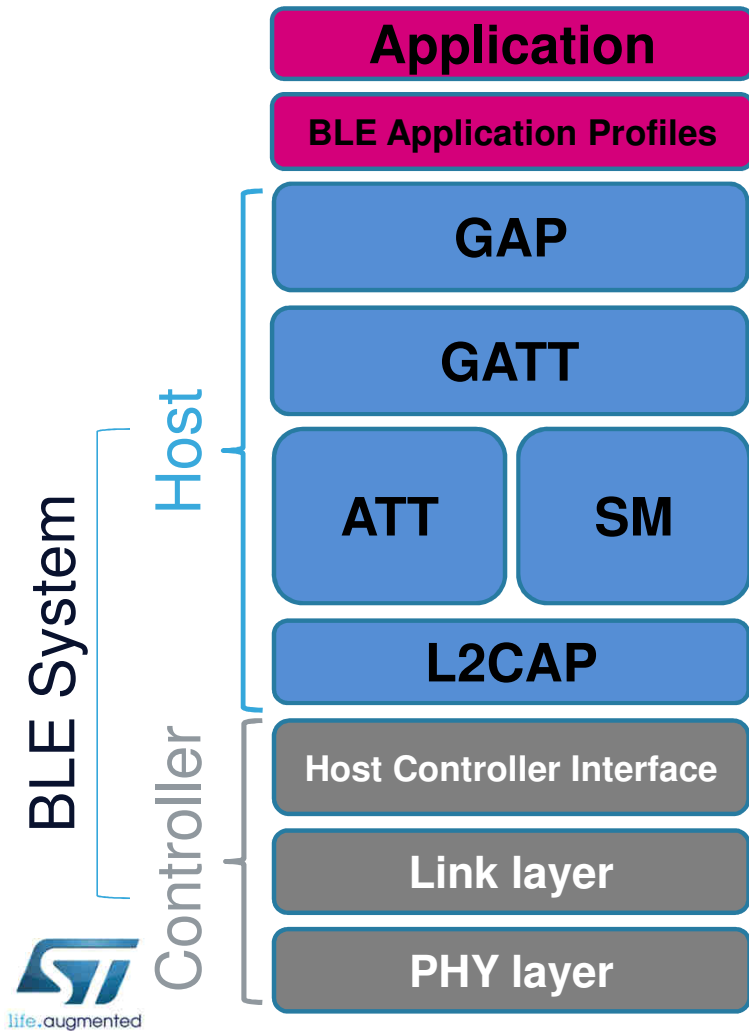 Application
BLE Application Profiles
GAP
GATT
Host
ATT
SM
BLE System
L2CAP
Controller
Host Controller Interface
Link layer
PHY layer
ST
life.augmented